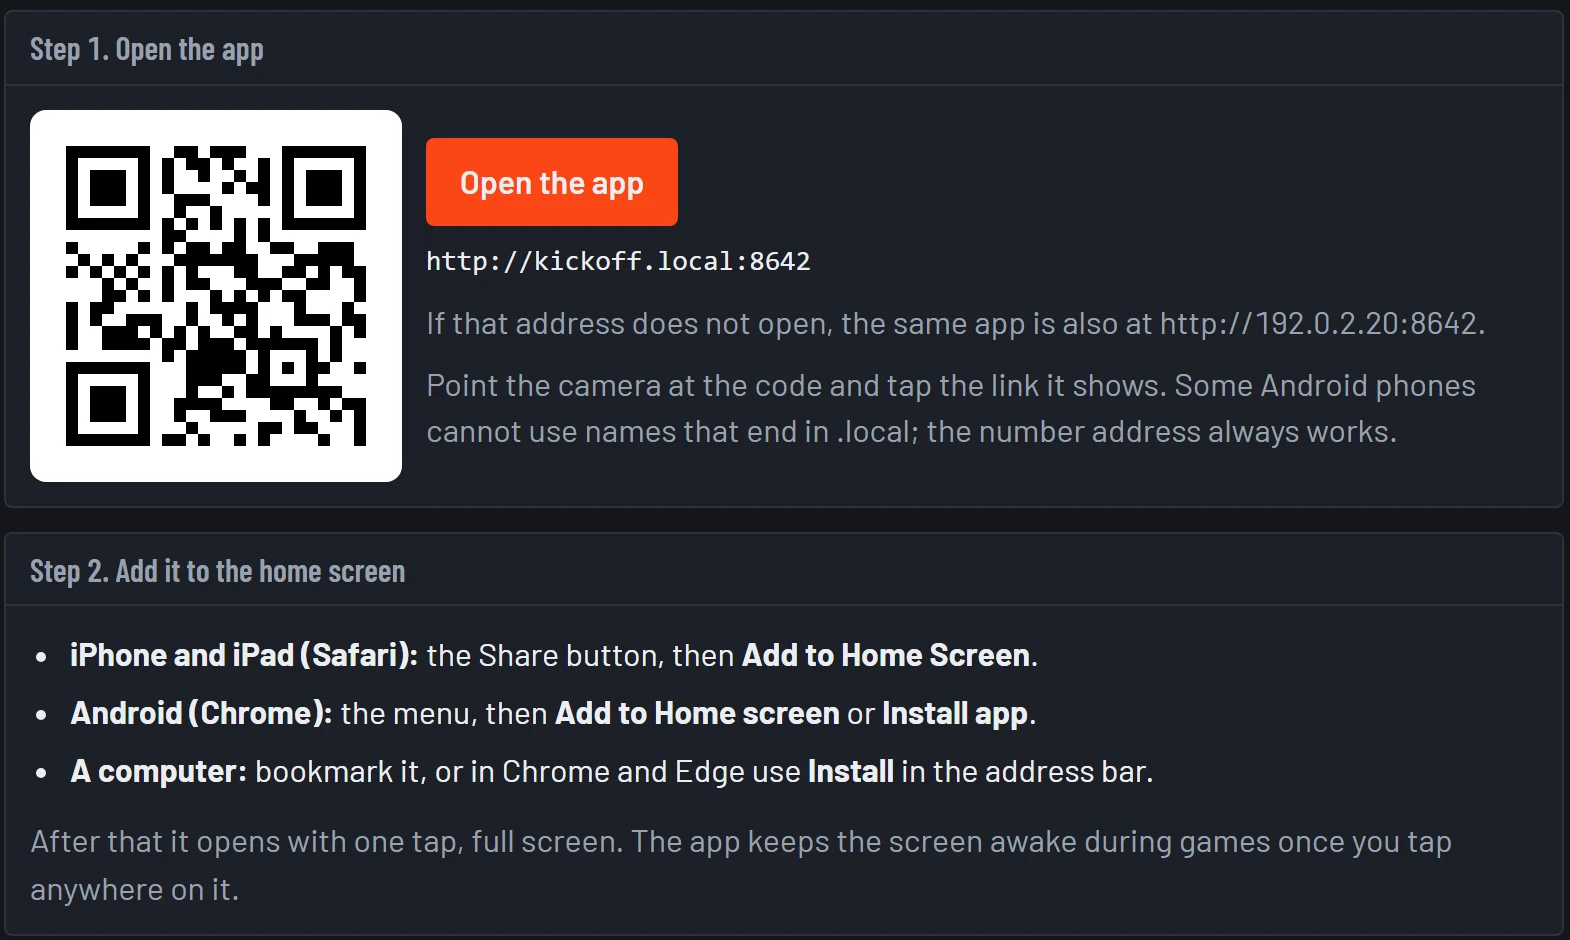 Step 1. Open the app
Open the app
http://kickoff.local:8642
If that address does not open, the same app is also at http://192.0.2.20:8642.
Point the camera at the code and tap the link it shows. Some Android phones
cannot use names that end in .local; the number address always works.
Step 2. Add it to the home screen
• iPhone and iPad (Safari): the Share button, then Add to Home Screen.
• Android (Chrome): the menu, then Add to Home screen or Install app.
• A computer: bookmark it, or in Chrome and Edge use Install in the address bar.
After that it opens with one tap, full screen. The app keeps the screen awake during games once you tap
anywhere on it.